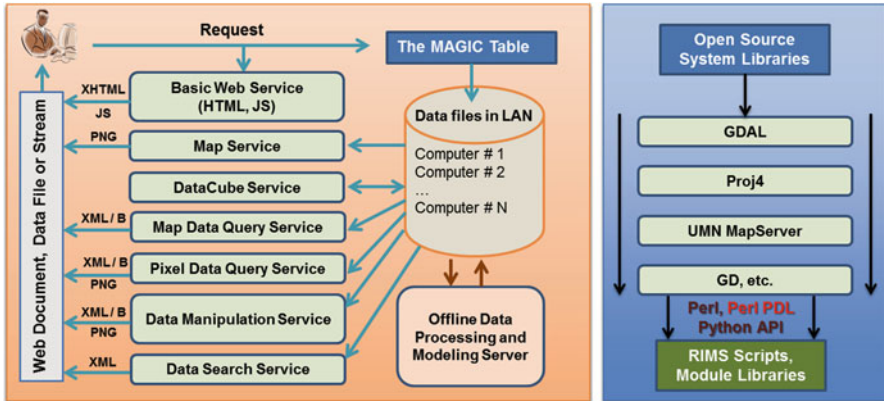 Request
The MAGIC Table
XHTML
JS
Basic Web Service
(HTML, JS)
PNG
Map Service
DataCube Service
XML / B
Map Data Query Service
XML / B
PNG
Pixel Data Query Service
XML / B
PNG
Data Manipulation Service
XML
Data Search Service
Web Document, Data File or Stream
Data files in LAN
Computer # 1
Computer # 2
...
Computer # N
Offline Data
Processing and
Modeling Server
Open Source
System Libraries
GDAL
Proj4
UMN MapServer
GD, etc.
Perl, Perl PDL
Python API
RIMS Scripts,
Module Libraries